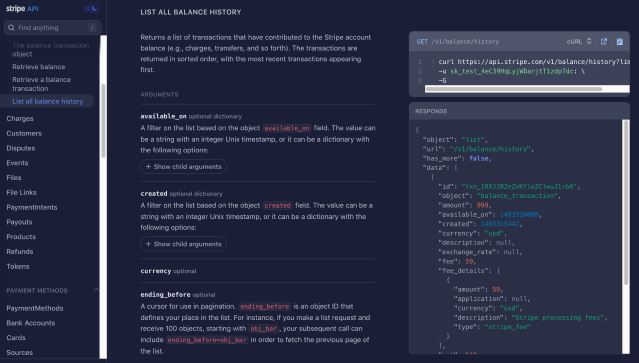 stripe API
Find anything
/
The balance transaction
object
Retrieve balance
Retrieve a balance
transaction
List all balance history
Charges
Customers
Disputes
Events
Files
File Links
PaymentIntents
Payouts
Products
Refunds
Tokens
PAYMENT METHODS
PaymentMethods
Bank Accounts
Cards
Sources
LIST ALL BALANCE HISTORY
Returns a list of transactions that have contributed to the Stripe account
balance (e.g., charges, transfers, and so forth). The transactions are
returned in sorted order, with the most recent transactions appearing
first.
ARGUMENTS
available_on optional dictionary
A filter on the list based on the object available_on field. The value can
be a string with an integer Unix timestamp, or it can be a dictionary with
the following options:
+ Show child arguments
created optional dictionary
A filter on the list based on the object created field. The value can be a
string with an integer Unix timestamp, or it can be a dictionary with the
following options:
+ Show child arguments
currency optional
ending_before optional
A cursor for use in pagination. ending_before is an object ID that
defines your place in the list. For instance, if you make a list request and
receive 100 objects, starting with obj_bar, your subsequent call can
include ending_before=obj_bar in order to fetch the previous page of
the list.
GET /v1/balance/history
cURL
1 curl https://api.stripe.com/v1/balance/history?lim
2 -u sk_test_4eC39HqLyjWDarjtT1zdp7dc: \
3 -G
RESPONSE
{
"object": "list",
"url": "/v1/balance/history",
"has_more": false,
"data": [
{
"object": "balance_transaction",
"amount": 999,
"created": 1483315442,
"currency": "usd",
"description": null,
"exchange_rate": null,
"fee": 59,
"fee_details": [
{
"amount": 59,
"application": null,
"currency": "usd",
"description": "Stripe processing fees",
"type": "stripe_fee"
}
],